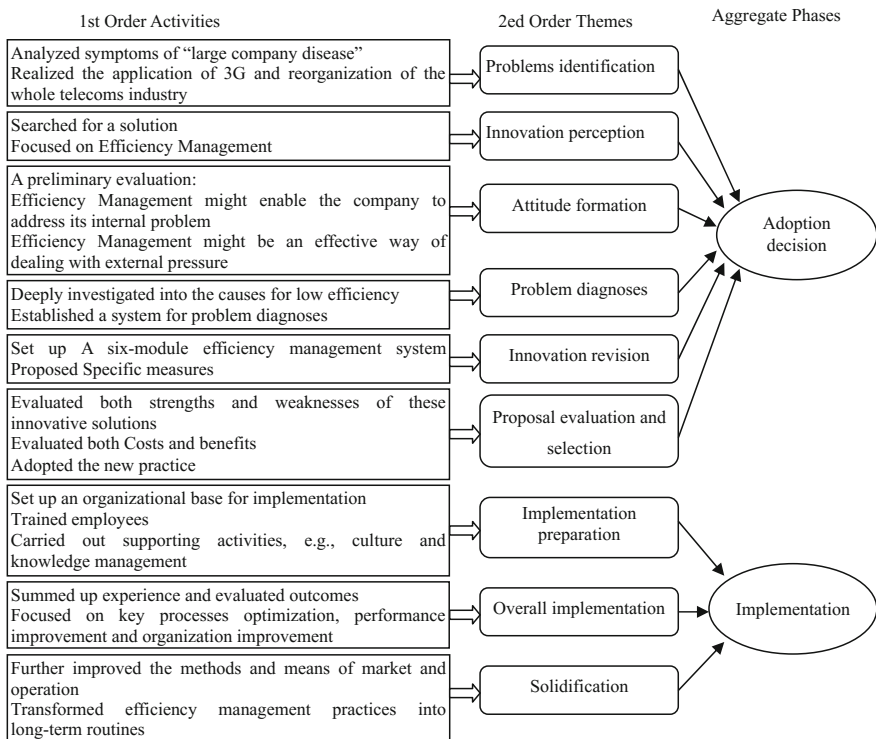 1st Order Activities
2ed Order Themes
Aggregate Phases
Analyzed symptoms of “large company disease”
Realized the application of 3G and reorganization of the
whole telecoms industry
Problems identification
Searched for a solution
Focused on Efficiency Management
Innovation perception
A preliminary evaluation:
Efficiency Management might enable the company to
address its internal problem
Efficiency Management might be an effective way of
dealing with external pressure
Attitude formation
Adoption
decision
Deeply investigated into the causes for low efficiency
Established a system for problem diagnoses
Problem diagnoses
Set up A six-module efficiency management system
Proposed Specific measures
Innovation revision
Evaluated both strengths and weaknesses of these
innovative solutions
Evaluated both Costs and benefits
Adopted the new practice
Proposal evaluation and
selection
Set up an organizational base for implementation
Trained employees
Carried out supporting activities, e.g., culture and
knowledge management
Implementation
preparation
Summed up experience and evaluated outcomes
Focused on key processes optimization, performance
improvement and organization improvement
Overall implementation
Implementation
Further improved the methods and means of market and
operation
Transformed efficiency management practices into
long-term routines
Solidification